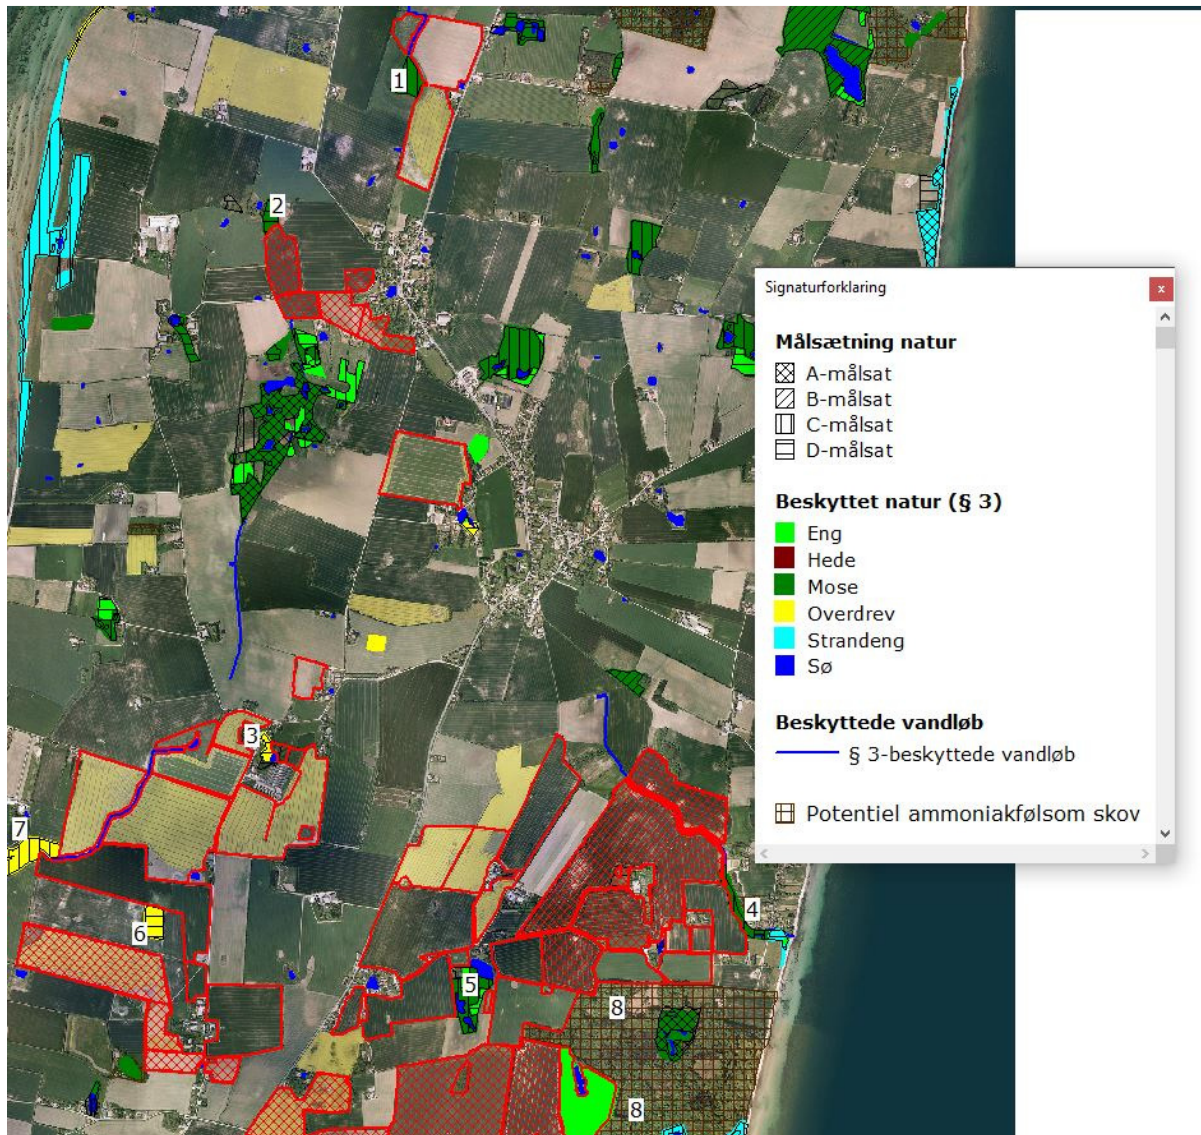 1
2
Signaturforklaring
x
Målsætning natur
A-målsat
B-målsat
C-målsat
D-målsat
Beskyttet natur (§ 3)
Eng
Hede
Mose
Overdrev
Strandeng
Sø
Beskyttede vandløb
§ 3-beskyttede vandløb
Potentiel ammoniakfølsom skov
3
7
4
6
5
8
8